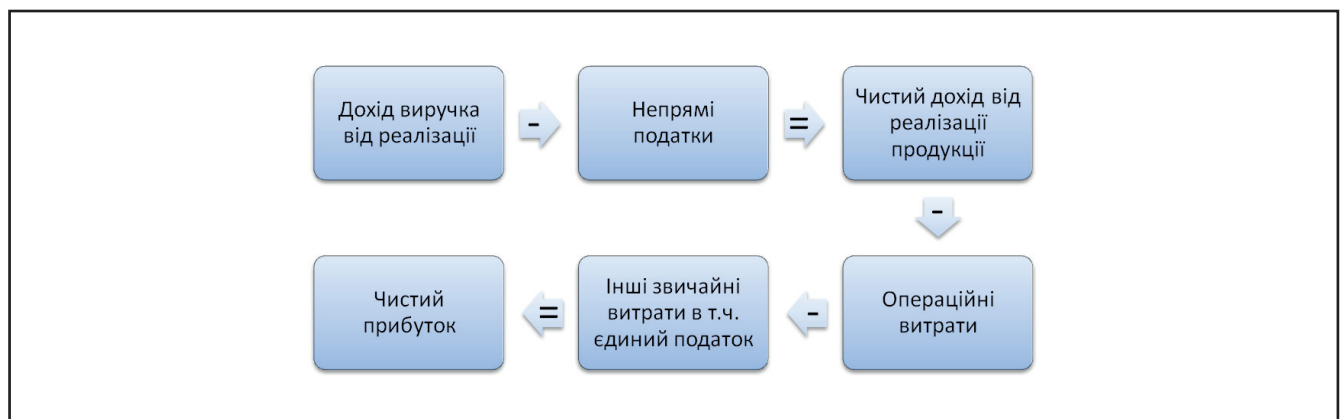 Дохід виручка
від реалізації
-
Непрямі
податки
=
Чистий дохід від
реалізації
продукції
-
Операційні
витрати
-
Інші звичайні
витрати в т.ч.
єдиний податок
=
Чистий
прибуток